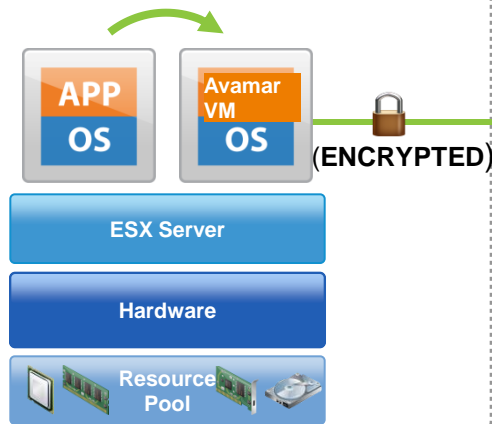 APP
OS
Avamar
VM
OS
(ENCRYPTED)
ESX Server
Hardware
Resource
Pool